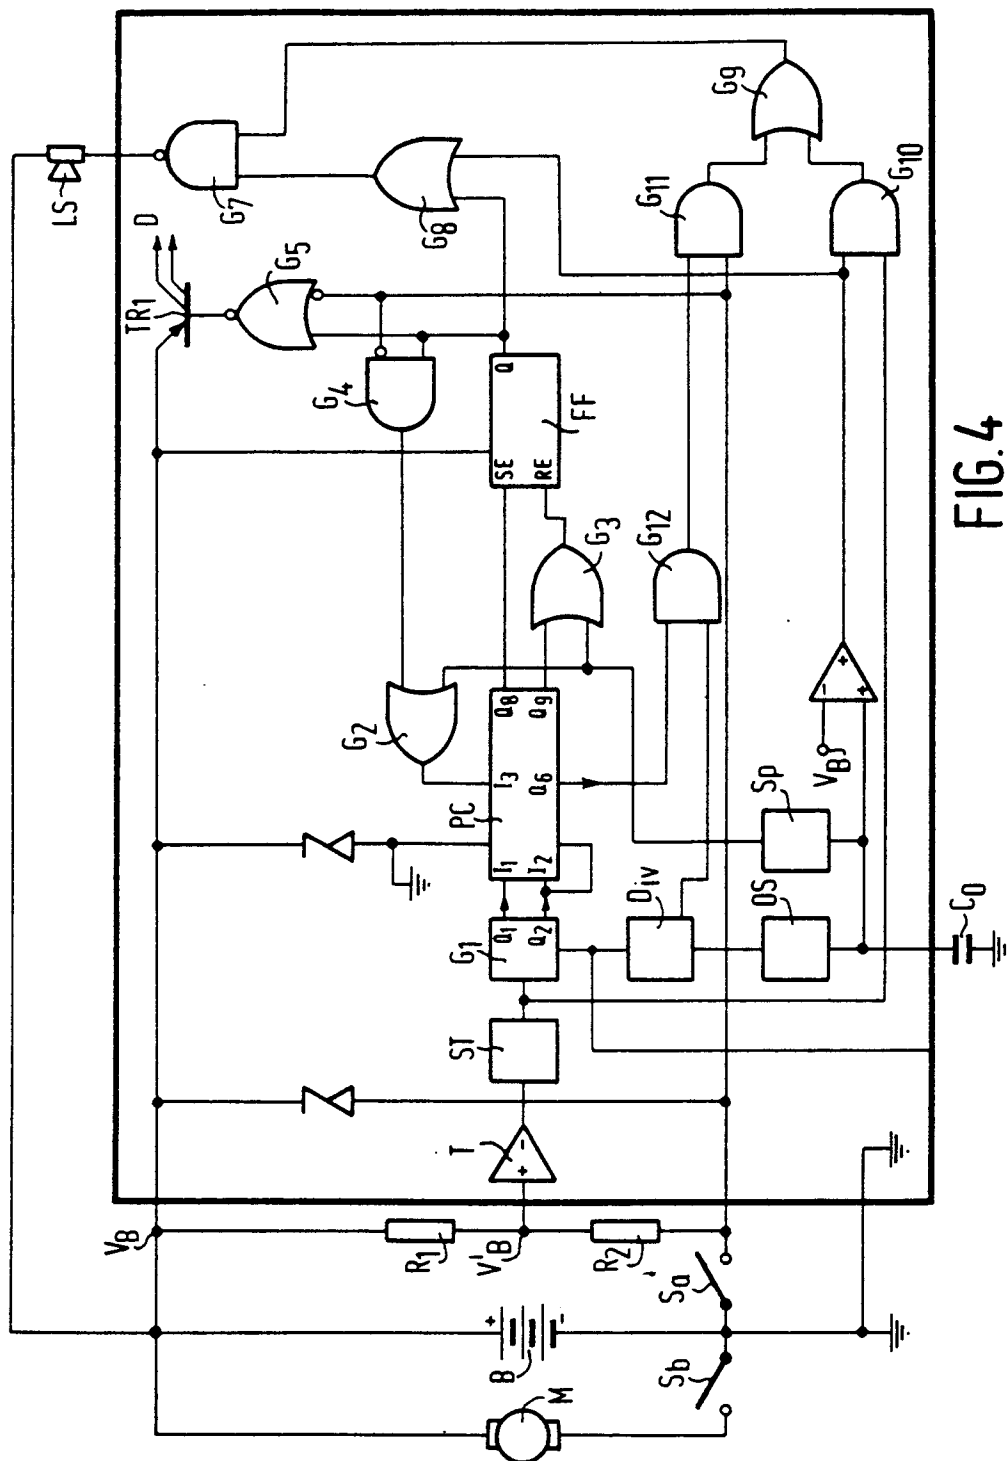 LS
D
TR1
G7
G5
G8
G4
G9
G11
G10
Q
SE
RE
FF
G3
G12
G2
Q8
Q9
I3
Q6
PC
I1
I2
VB
Sp
Div
OS
C0
G1
Q1
Q2
ST
T
+
-
-
+
+
VB
R1
V'B
R2
Sa
Sb
+
-
B
M
FIG. 4